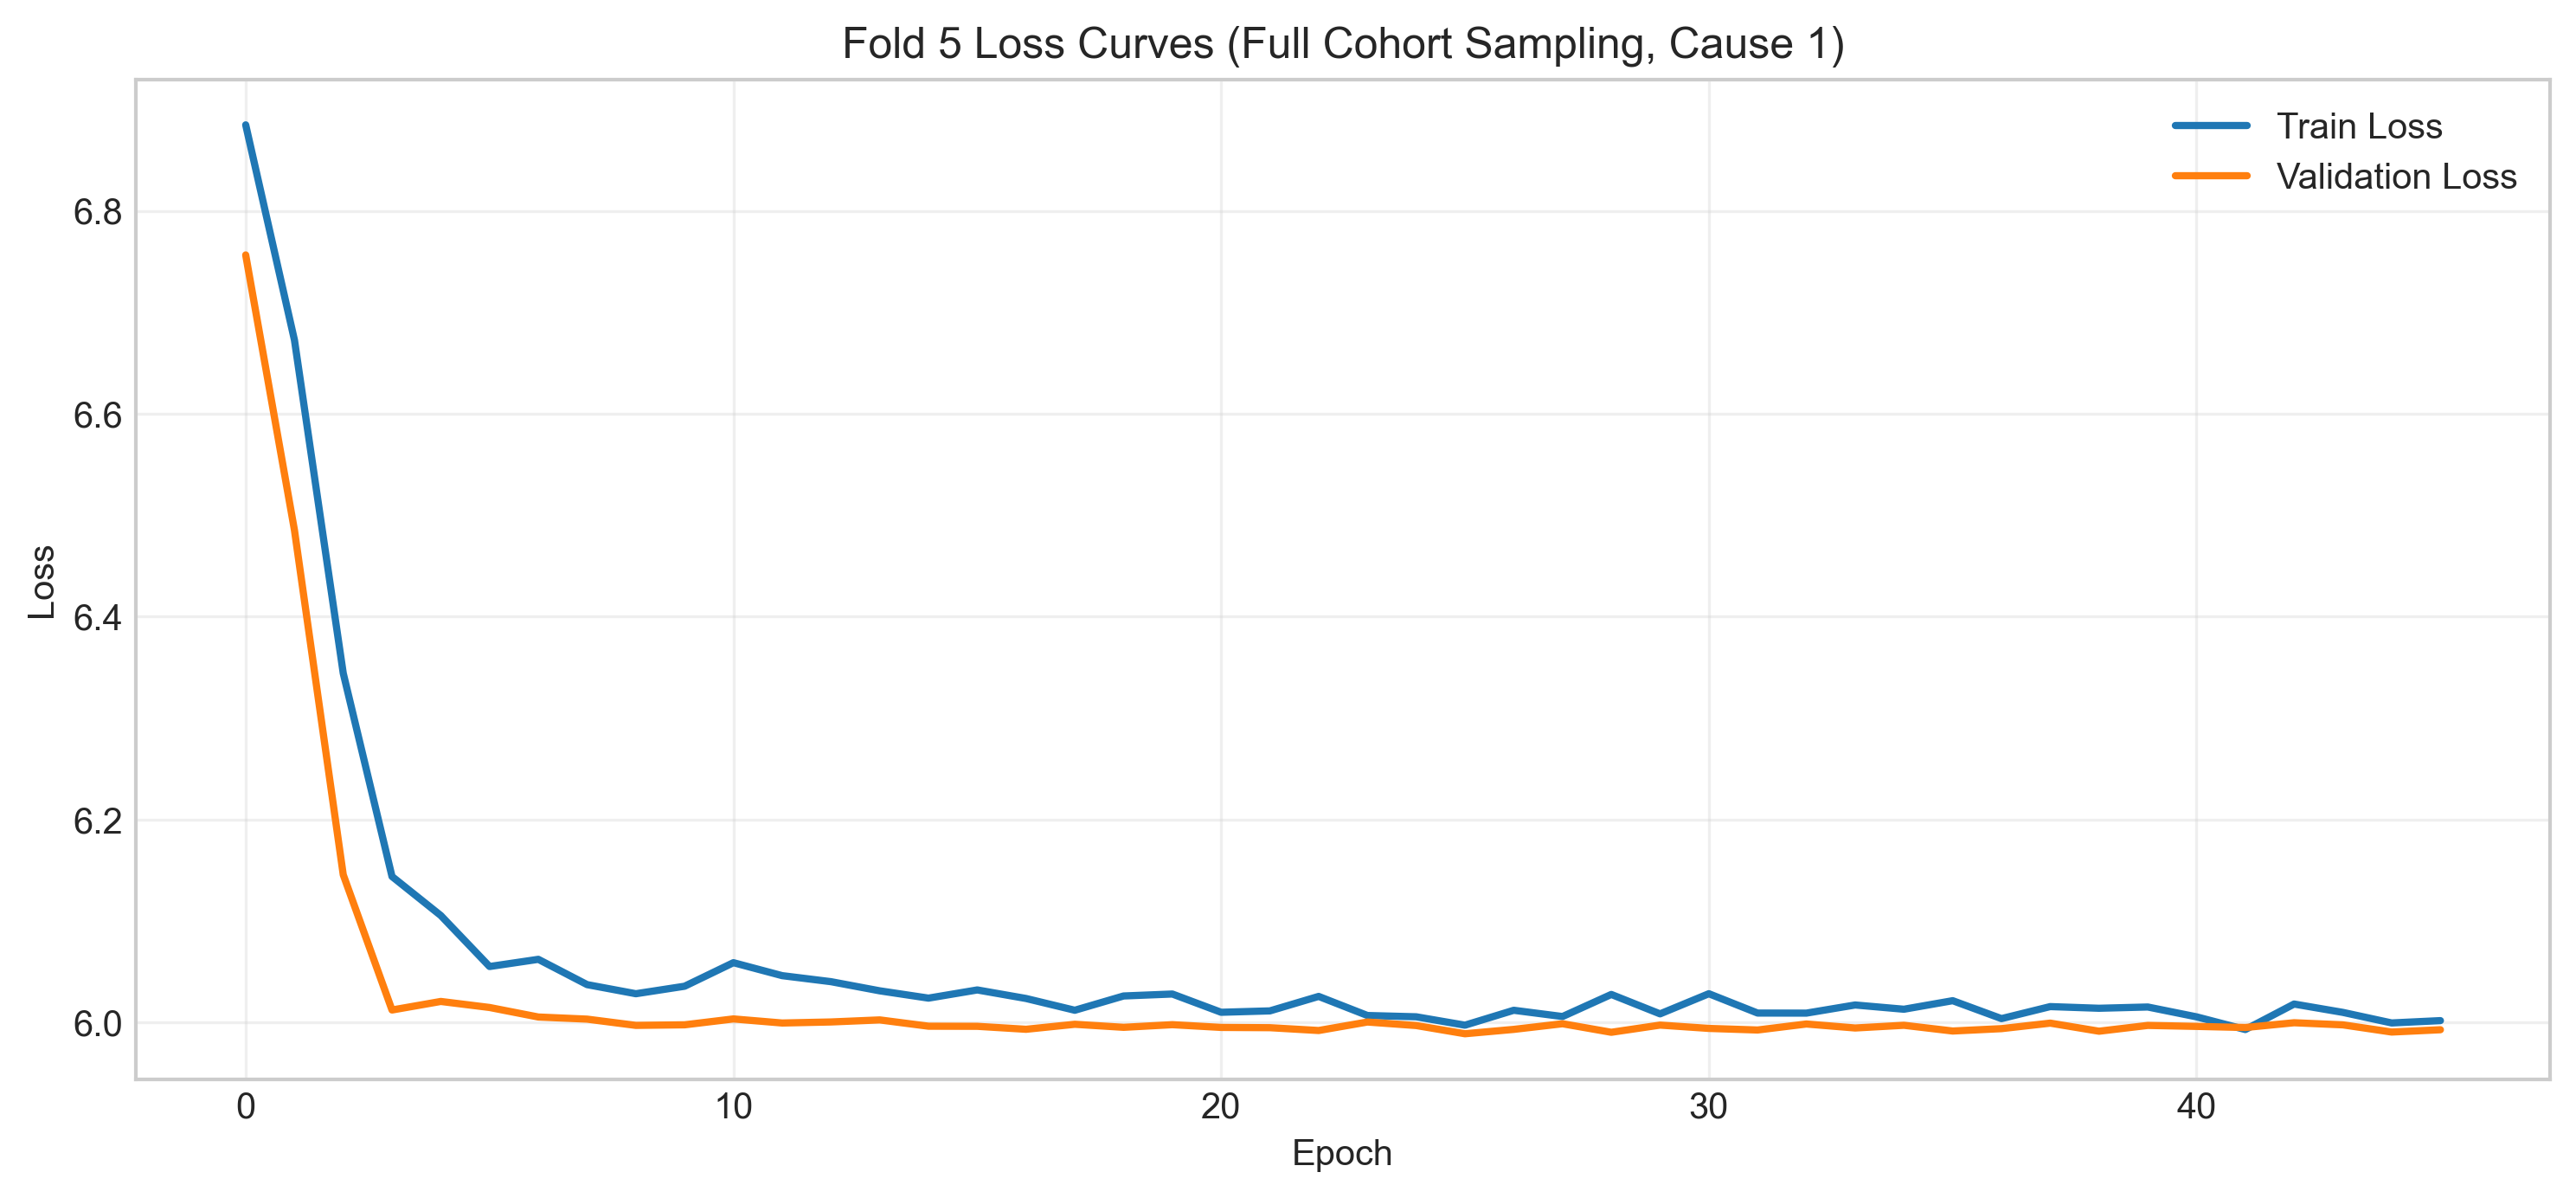 Fold 5 Loss Curves (Full Cohort Sampling, Cause 1)
Train Loss
Validation Loss
6.8
6.6
6.4
6.2
6.0
Loss
0 10 20 30 40
Epoch